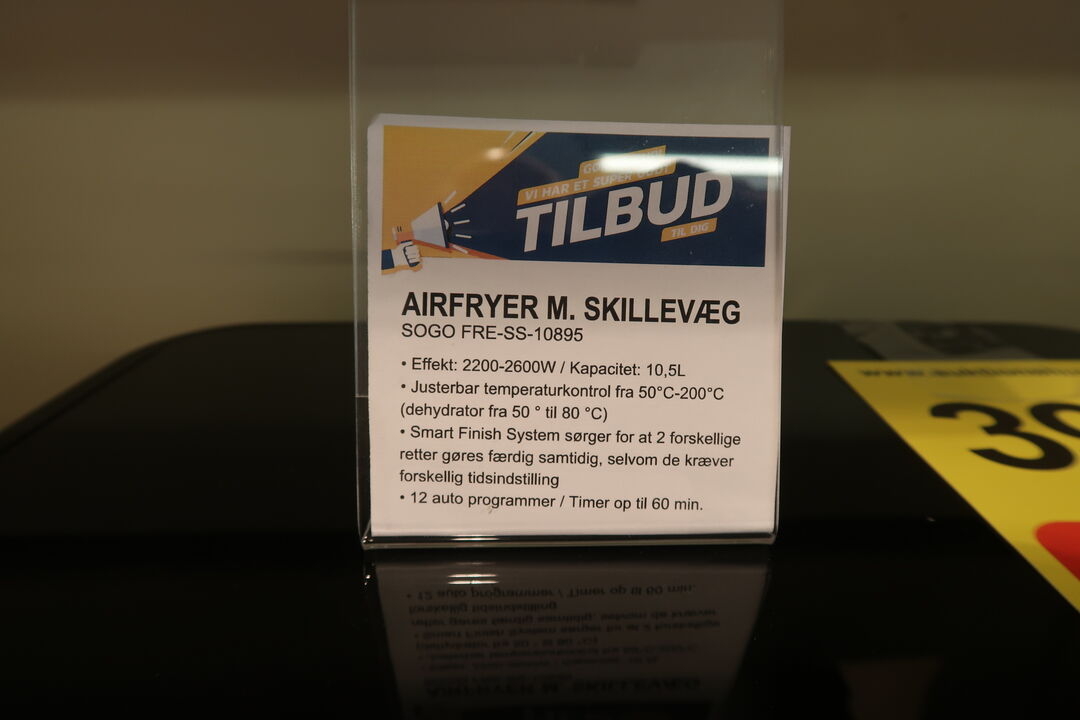 VI HAR ET SUPER GODT
TILBUD
TIL DIG
AIRFRYER M. SKILLEVÆG
SOGO FRE-SS-10895
• Effekt: 2200-2600W / Kapacitet: 10,5L
• Justerbar temperaturkontrol fra 50°C-200°C
(dehydrator fra 50 ° til 80 °C)
• Smart Finish System sørger for at 2 forskellige
retter gøres færdig samtidig, selvom de kræver
forskellig tidsindstilling
• 12 auto programmer / Timer op til 60 min.